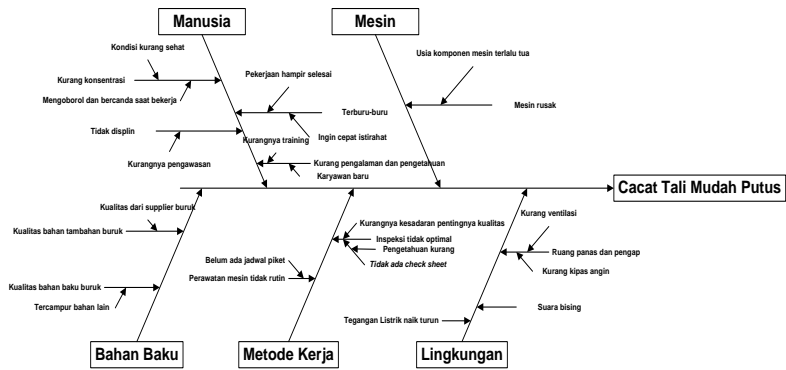 Manusia
Mesin
Kondisi kurang sehat
Usia komponen mesin terlalu tua
Kurang konsentrasi
Pekerjaan hampir selesai
Mengoborol dan bercanda saat bekerja
Mesin rusak
Terburu-buru
Tidak displin
Ingin cepat istirahat
Kurangnya training
Kurangnya pengawasan
Kurang pengalaman dan pengetahuan
Karyawan baru
Cacat Tali Mudah Putus
Kualitas dari supplier buruk
Kurang ventilasi
Kurangnya kesadaran pentingnya kualitas
Kualitas bahan tambahan buruk
Inspeksi tidak optimal
Pengetahuan kurang
Ruang panas dan pengap
Belum ada jadwal piket
Tidak ada check sheet
Kurang kipas angin
Perawatan mesin tidak rutin
Kualitas bahan baku buruk
Tercampur bahan lain
Suara bising
Tegangan Listrik naik turun
Bahan Baku
Metode Kerja
Lingkungan